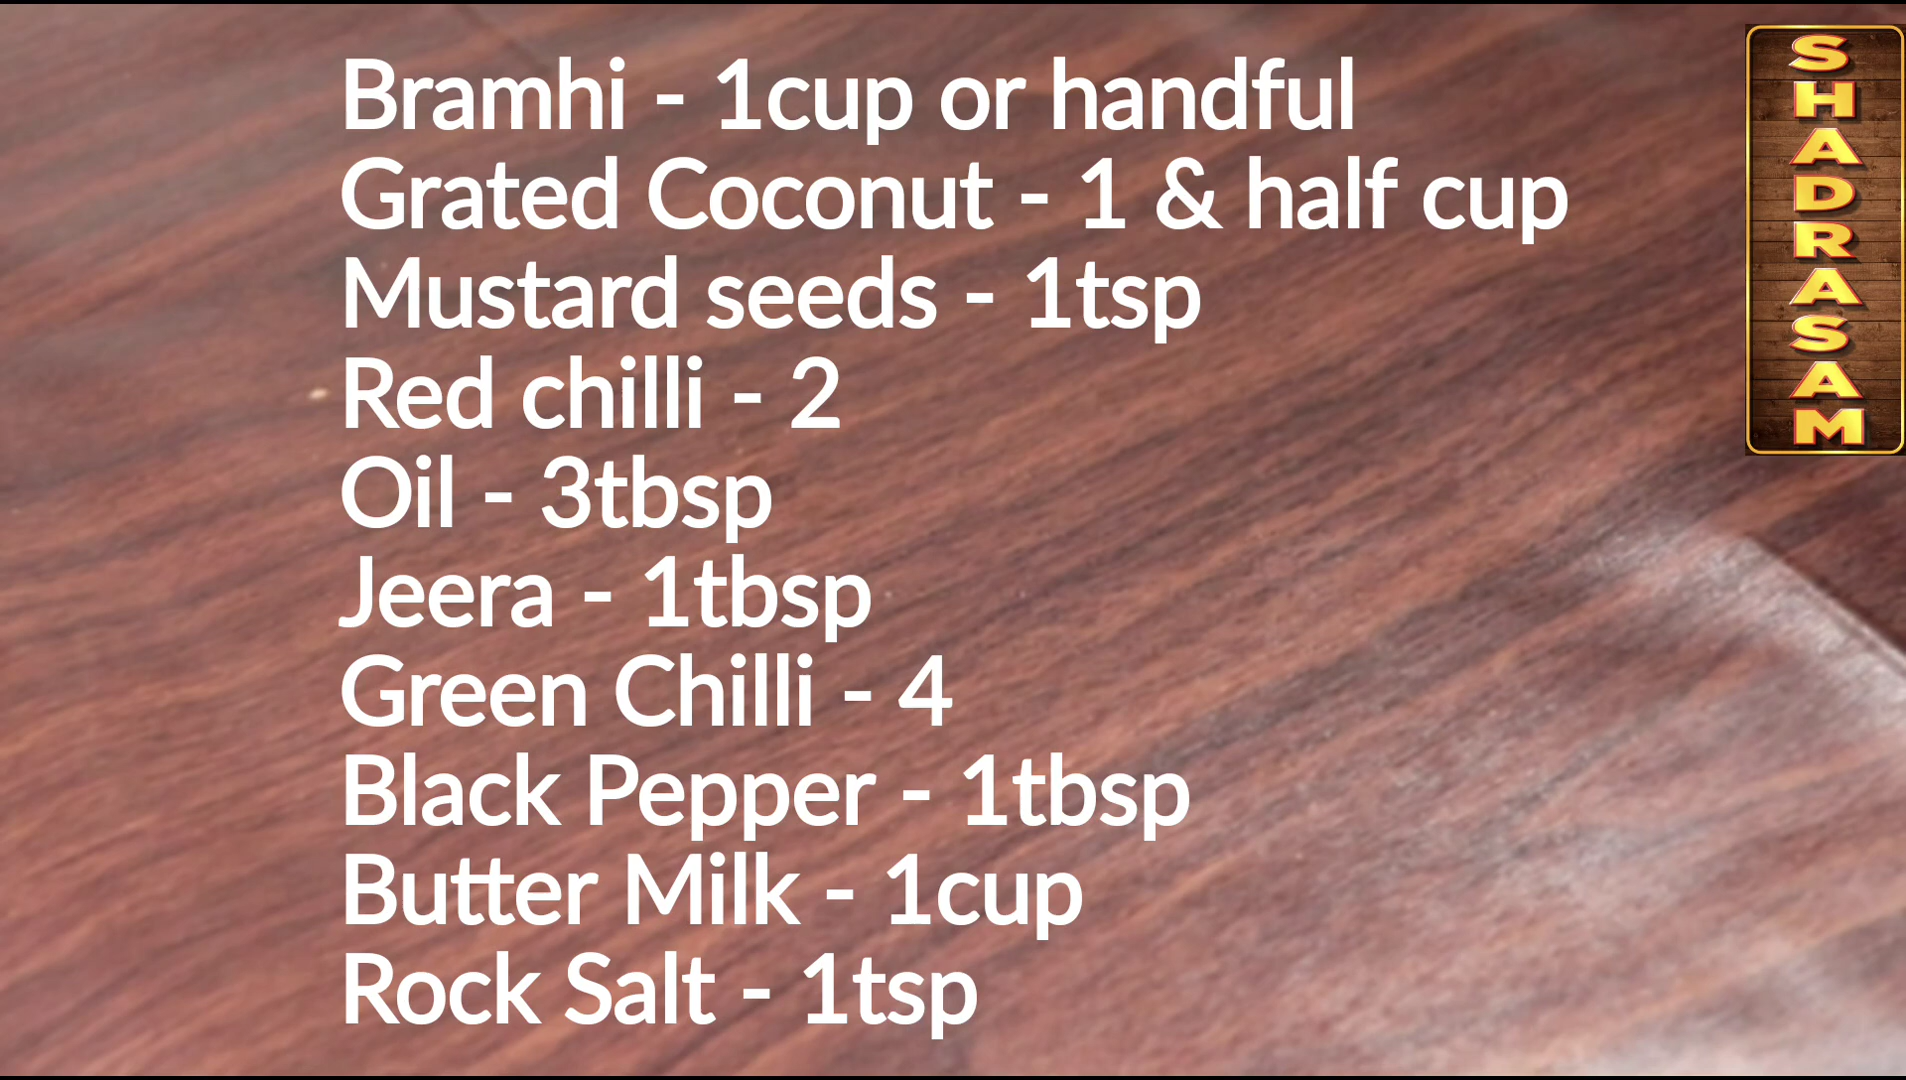 Bramhi - 1cup or handful
Grated Coconut - 1 & half cup
Mustard seeds - 1tsp
Red chilli - 2
Oil - 3tbsp
Jeera - 1tbsp
Green Chilli - 4
Black Pepper - 1tbsp
Butter Milk - 1cup
Rock Salt - 1tsp
SHADRASAM